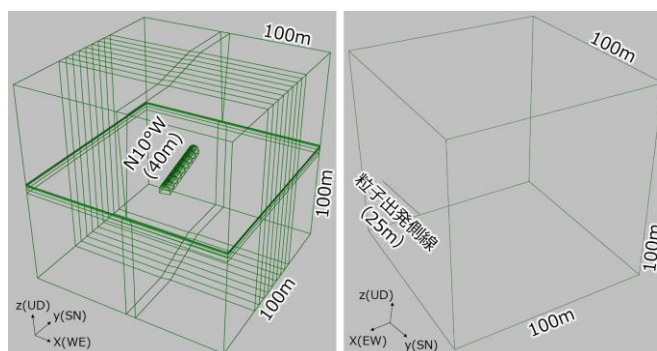 100m
N10°W
(40m)
100m
100m
z(UD)
y(SN)
X(WE)
100m
粒子出発側線
(25m)
100m
100m
z(UD)
X(EW)
y(SN)